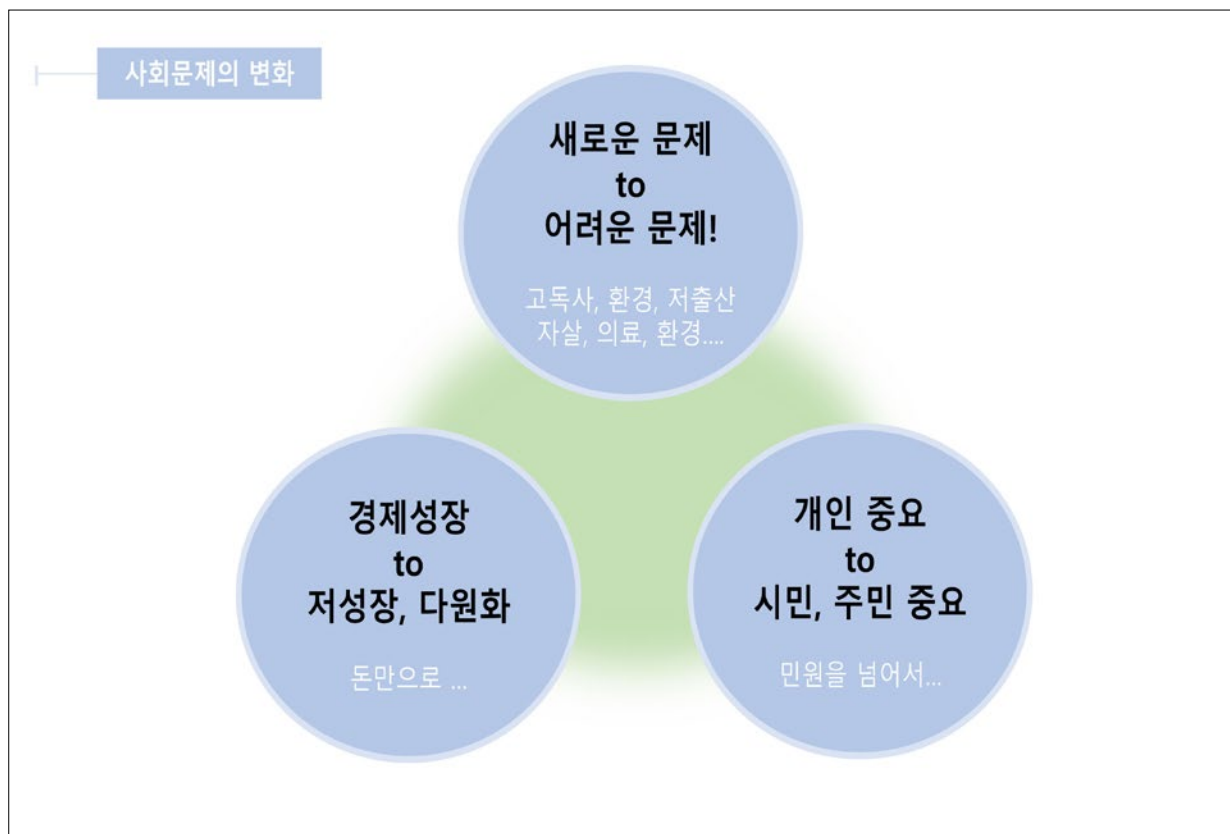 사회문제의 변화
새로운 문제
to
어려운 문제!
고독사, 환경, 저출산
자살, 의료, 환경....
경제성장
to
저성장, 다원화
돈만으로 ...
개인 중요
to
시민, 주민 중요
민원을 넘어서...